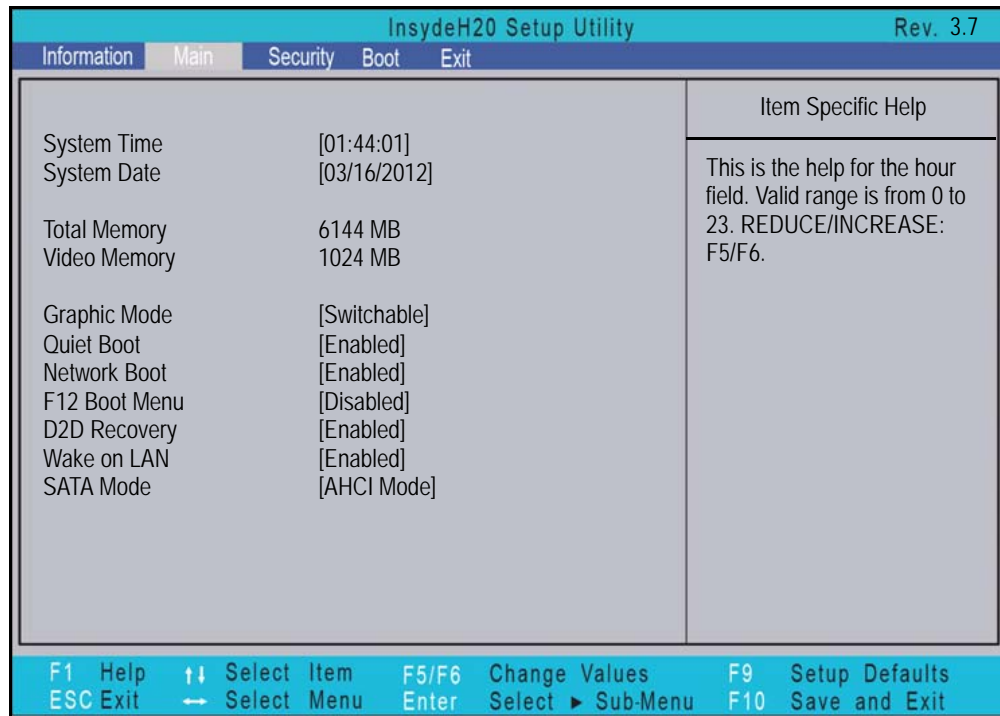 InsydeH20 Setup Utility Rev. 3.7
Information Main Security Boot Exit
System Time [01:44:01]
System Date [03/16/2012]
Total Memory 6144 MB
Video Memory 1024 MB
Graphic Mode [Switchable]
Quiet Boot [Enabled]
Network Boot [Enabled]
F12 Boot Menu [Disabled]
D2D Recovery [Enabled]
Wake on LAN [Enabled]
SATA Mode [AHCI Mode]
Item Specific Help
This is the help for the hour
field. Valid range is from 0 to
23. REDUCE/INCREASE:
F5/F6.
F1 Help ↑↓ Select Item F5/F6 Change Values F9 Setup Defaults
ESC Exit ↔ Select Menu Enter Select ► Sub-Menu F10 Save and Exit